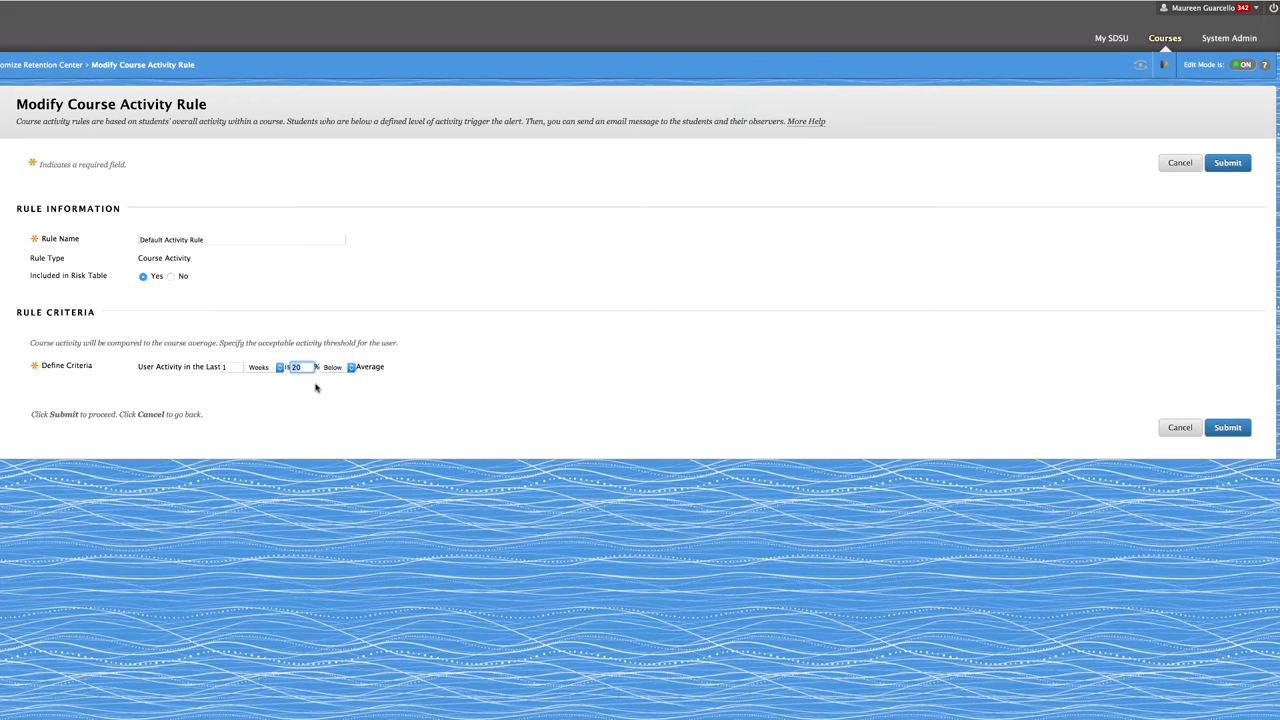 Maureen Guarcello 342
My SDSU Courses System Admin
omize Retention Center > Modify Course Activity Rule Edit Mode is: ON ?
Modify Course Activity Rule
Course activity rules are based on students' overall activity within a course. Students who are below a defined level of activity trigger the alert. Then, you can send an email message to the students and their observers. More Help
* Indicates a required field. Cancel Submit
RULE INFORMATION
* Rule Name Default Activity Rule
Rule Type Course Activity
Included in Risk Table Yes No
RULE CRITERIA
Course activity will be compared to the course average. Specify the acceptable activity threshold for the user.
* Define Criteria User Activity in the Last 1 Weeks is 20 % Below Average
Click Submit to proceed. Click Cancel to go back.
Cancel Submit